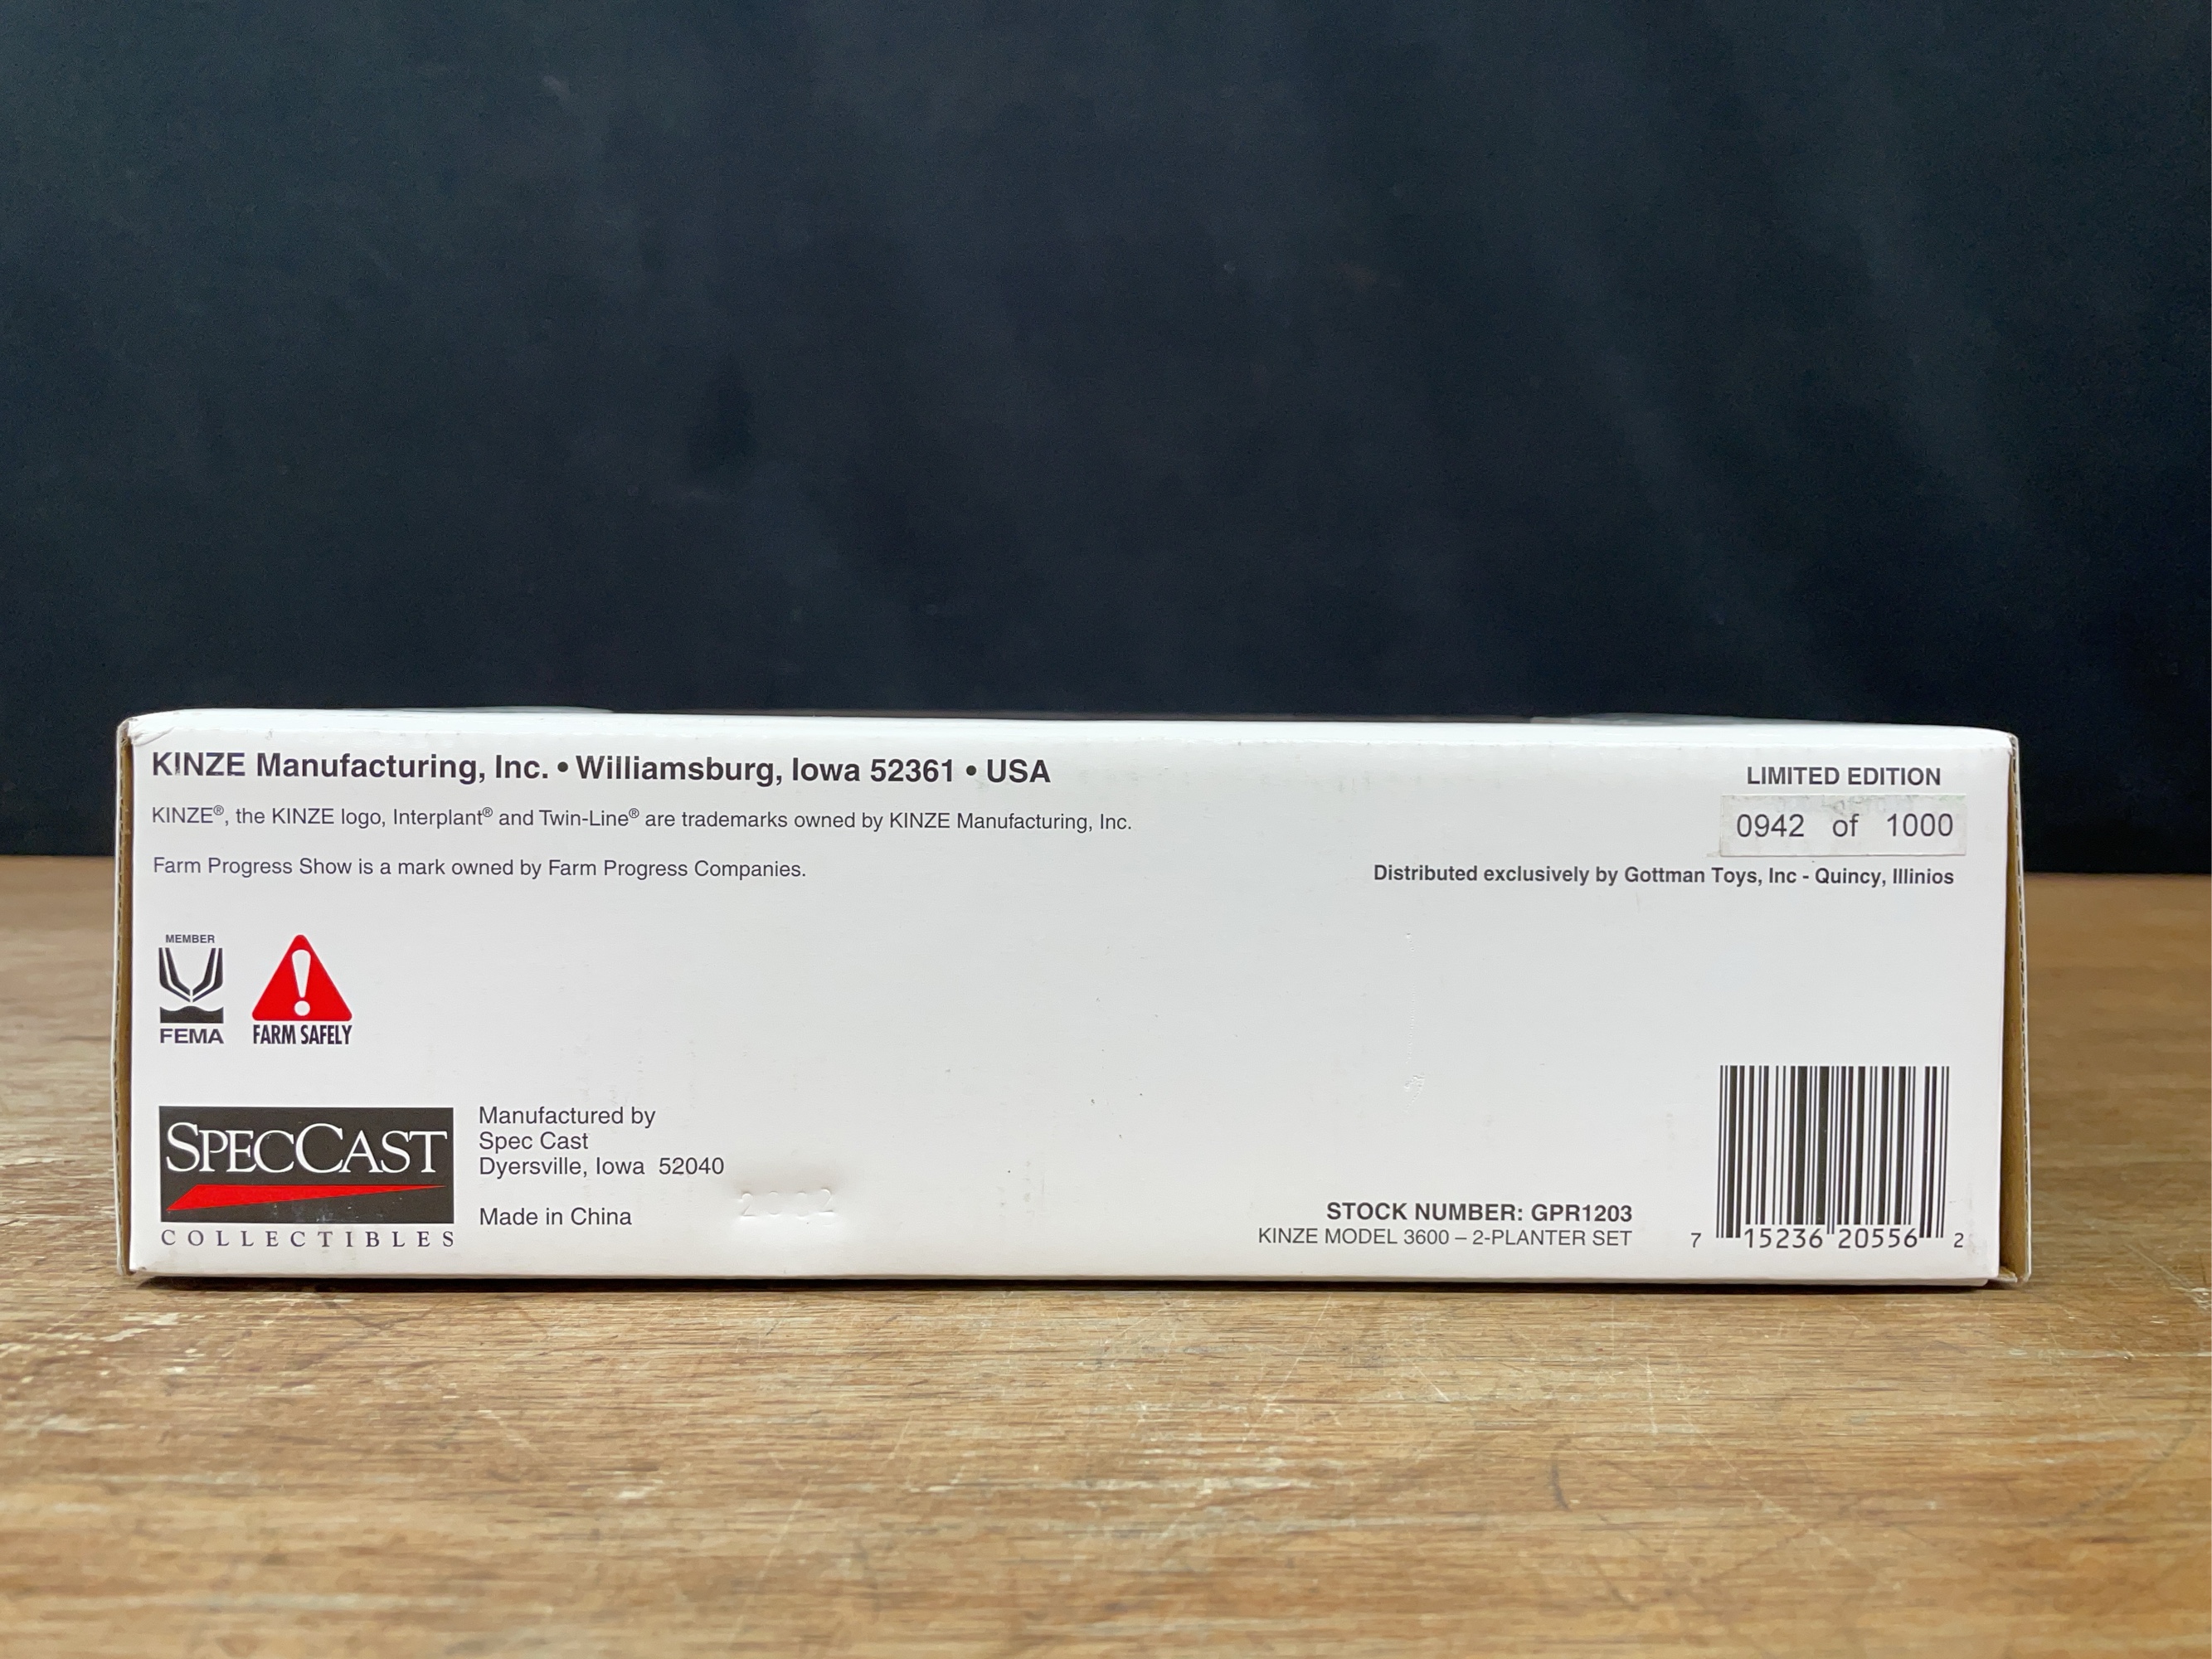 KINZE Manufacturing, Inc. • Williamsburg, Iowa 52361 • USA
KINZE®, the KINZE logo, Interplant® and Twin-Line® are trademarks owned by KINZE Manufacturing, Inc.
Farm Progress Show is a mark owned by Farm Progress Companies.
LIMITED EDITION
0942 of 1000
Distributed exclusively by Gottman Toys, Inc - Quincy, Illinios
MEMBER
FEMA
FARM SAFELY
SPECCAST
COLLECTIBLES
Manufactured by
Spec Cast
Dyersville, Iowa 52040
Made in China
2002
STOCK NUMBER: GPR1203
KINZE MODEL 3600 – 2-PLANTER SET
7 15236 20556 2